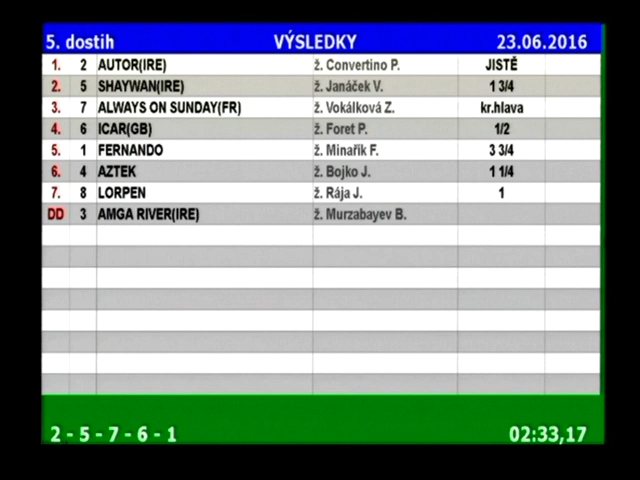 5. dostih VÝSLEDKY 23.06.2016
1. 2 AUTOR(IRE) ž. Convertino P. JISTĚ
2. 5 SHAYWAN(IRE) ž. Janáček V. 1 3/4
3. 7 ALWAYS ON SUNDAY(FR) ž. Vokálková Z. kr.hlava
4. 6 ICAR(GB) ž. Foret P. 1/2
5. 1 FERNANDO ž. Minařik F. 3 3/4
6. 4 AZTEK ž. Bojko J. 1 1/4
7. 8 LORPEN ž. Rája J. 1
DD 3 AMGA RIVER(IRE) ž. Murzabayev B.
2 - 5 - 7 - 6 - 1 02:33,17